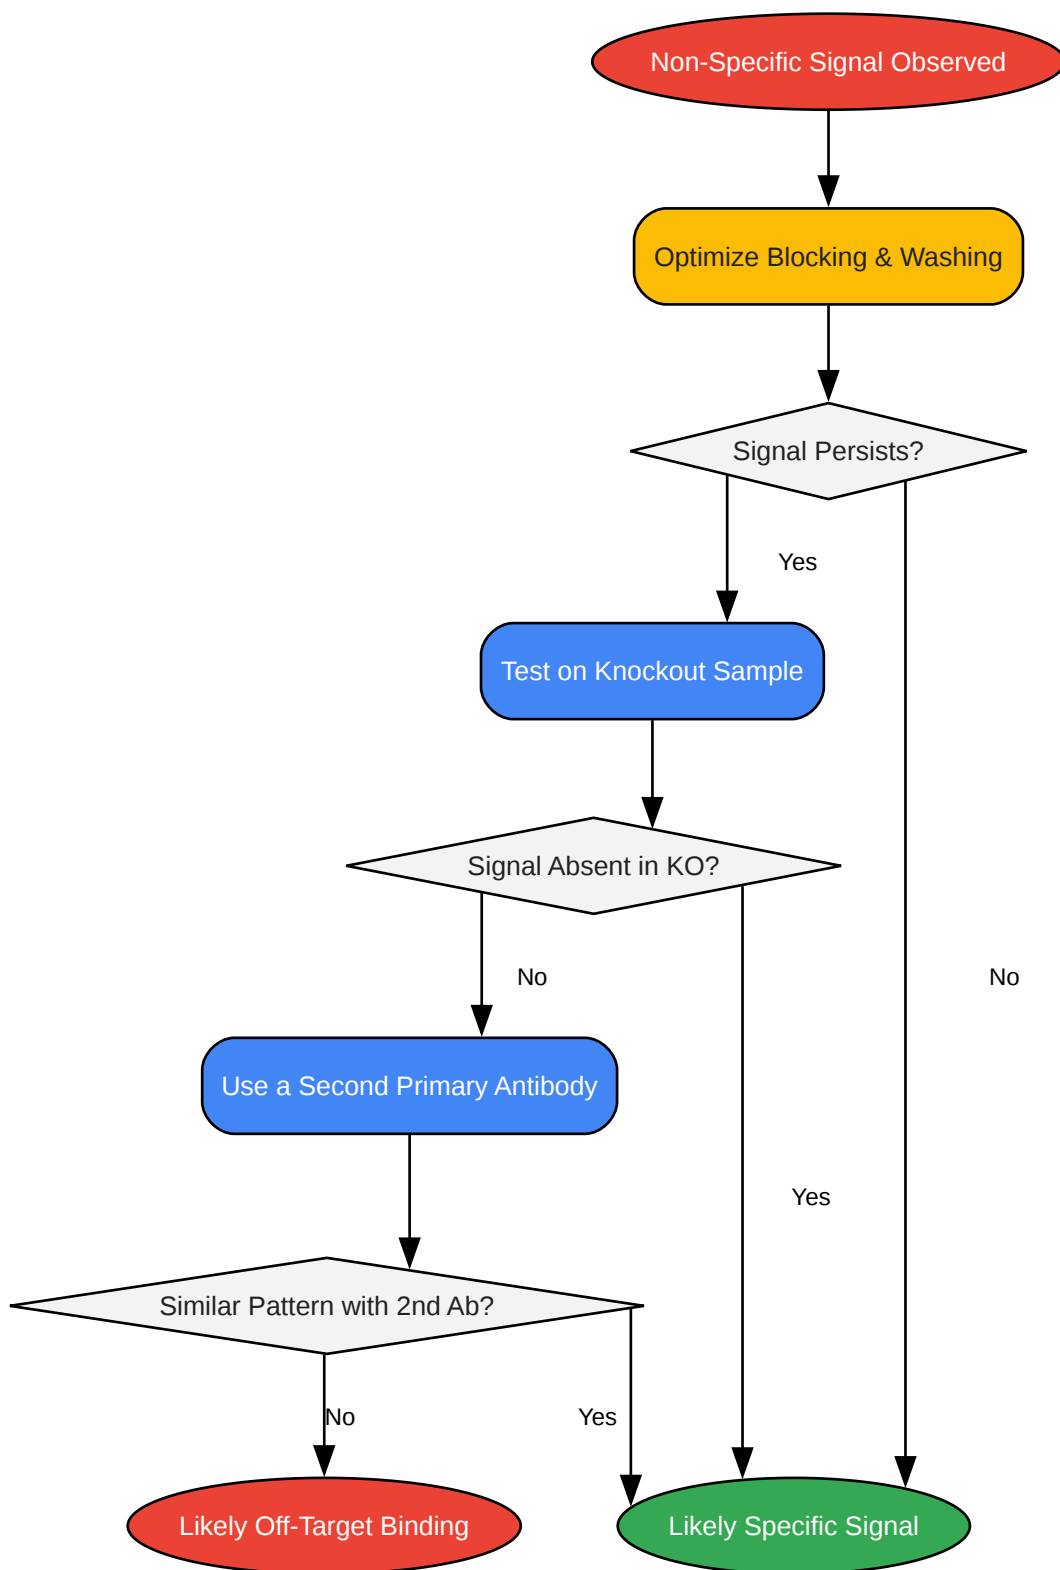 Non-Specific Signal Observed
Optimize Blocking & Washing
Signal Persists?
Yes
Test on Knockout Sample
Signal Absent in KO?
No
No
Use a Second Primary Antibody
Yes
Similar Pattern with 2nd Ab?
No
Yes
Likely Off-Target Binding
Likely Specific Signal